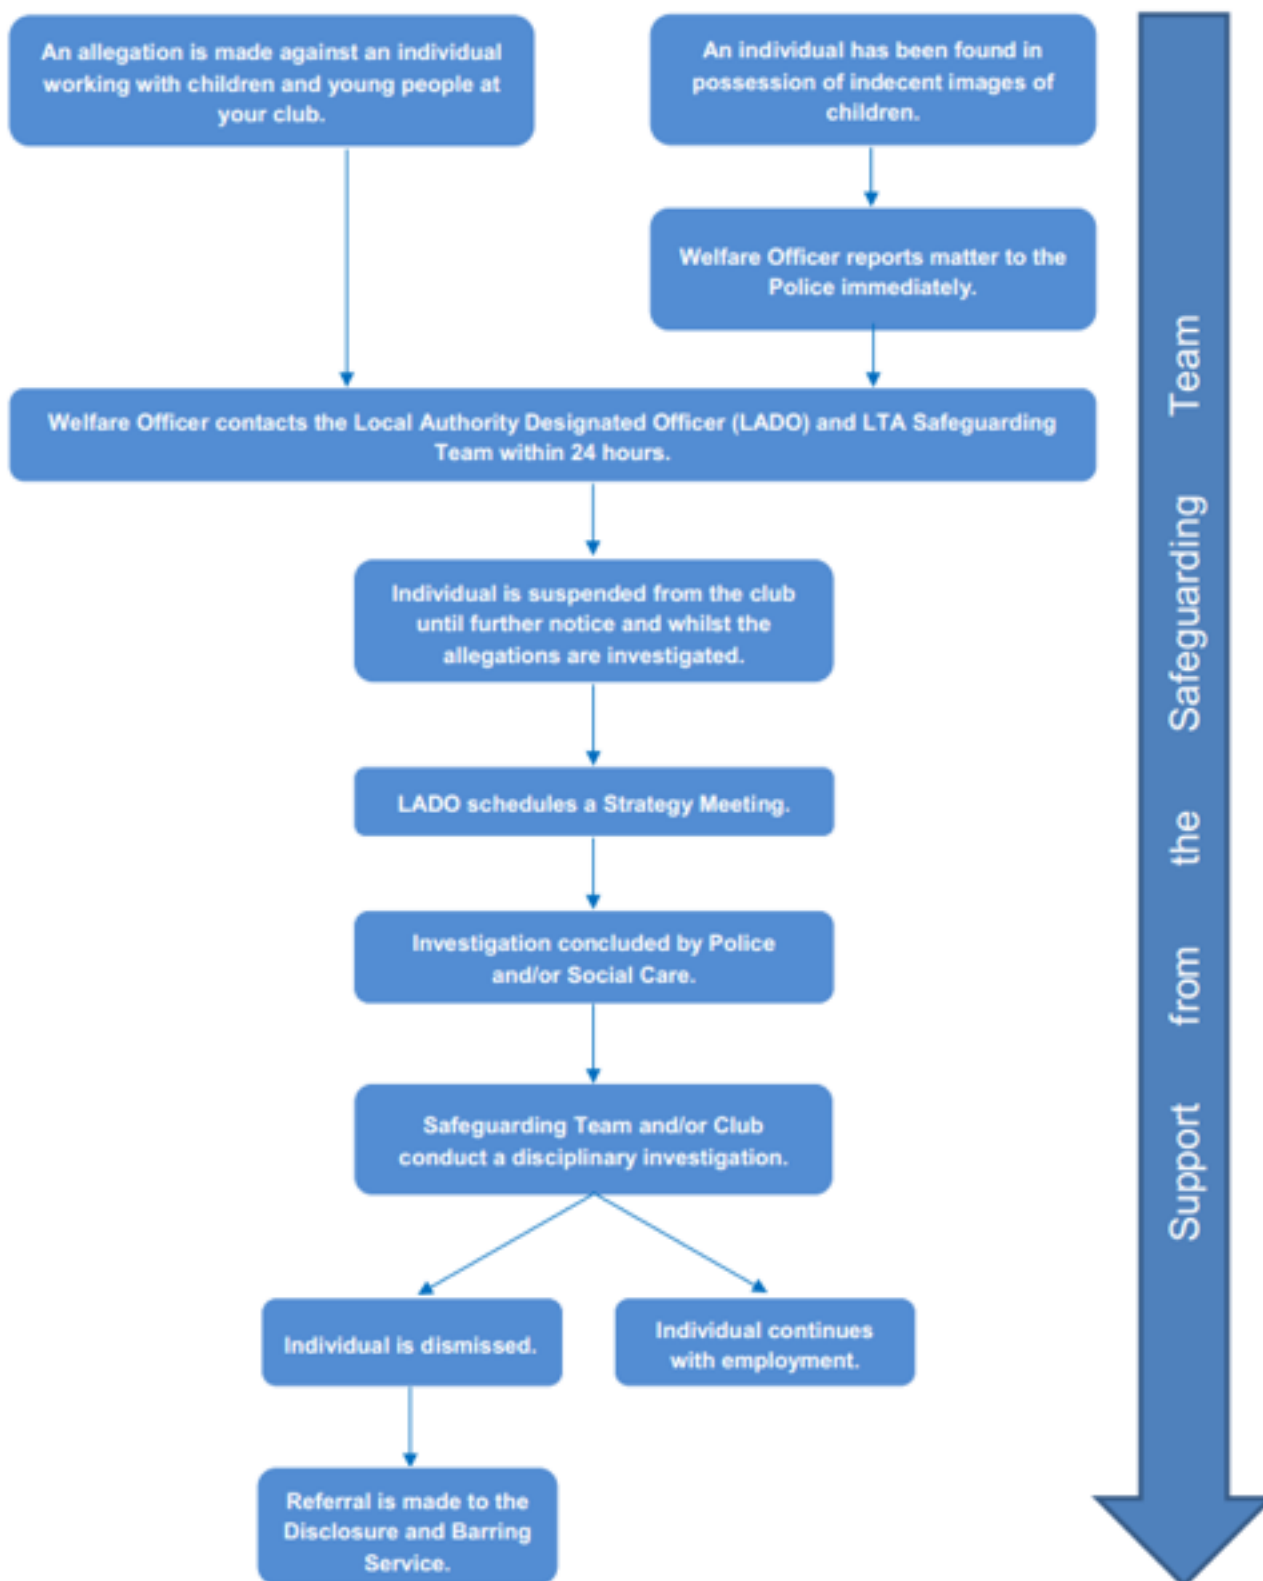 An allegation is made against an individual
working with children and young people at
your club.
An individual has been found in
possession of indecent images of
children.
Welfare Officer reports matter to the
Police immediately.
Welfare Officer contacts the Local Authority Designated Officer (LADO) and LTA Safeguarding
Team within 24 hours.
Individual is suspended from the club
until further notice and whilst the
allegations are investigated.
LADO schedules a Strategy Meeting.
Investigation concluded by Police
and/or Social Care.
Safeguarding Team and/or Club
conduct a disciplinary investigation.
Individual is dismissed.
Individual continues
with employment.
Referral is made to the
Disclosure and Barring
Service.
Support from the Safeguarding Team